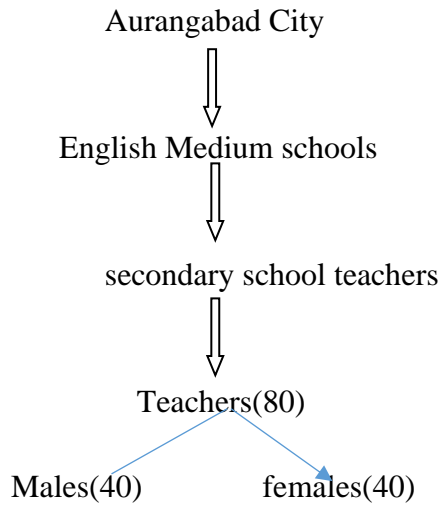 Aurangabad City
English Medium schools
secondary school teachers
Teachers(80)
Males(40) females(40)